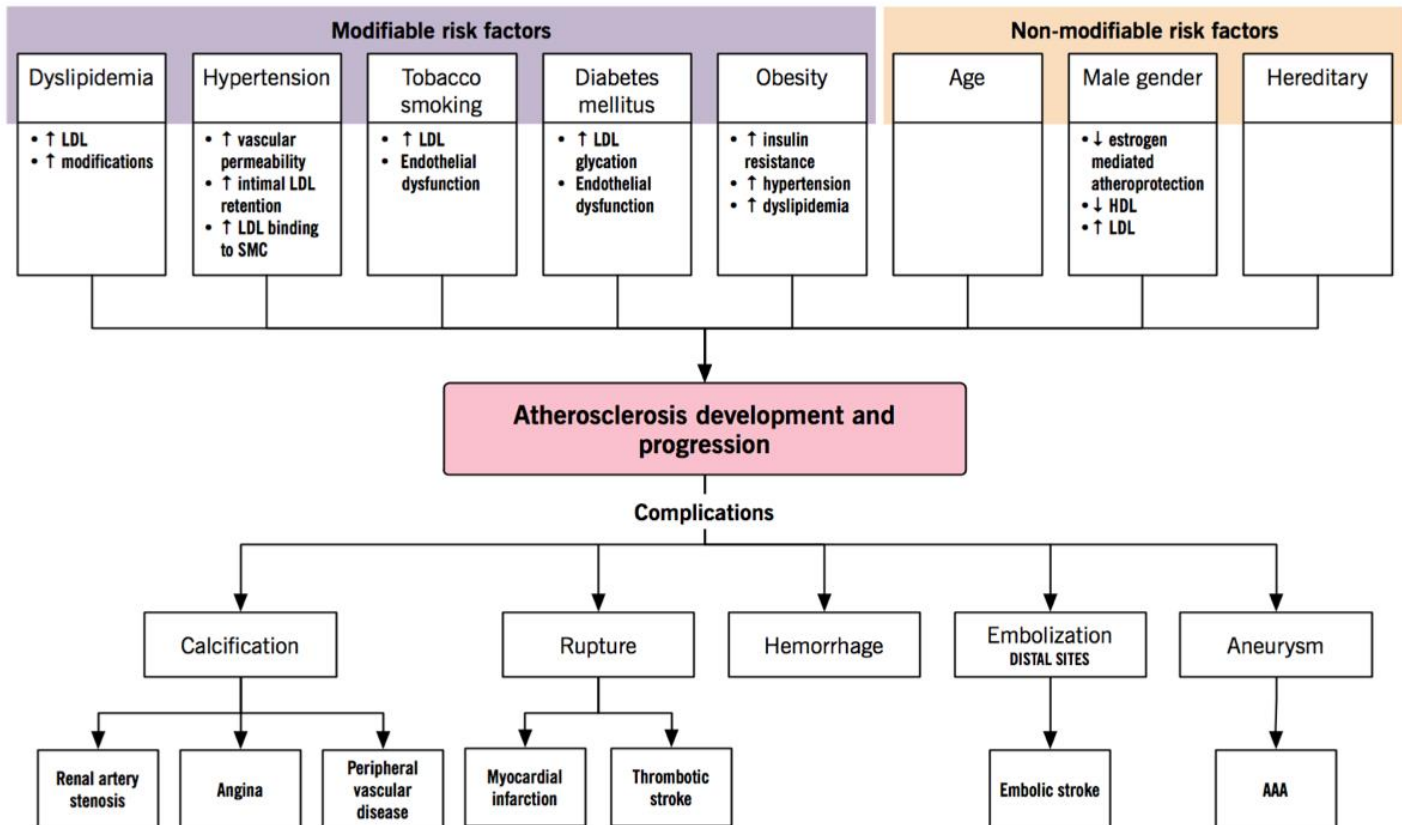 Modifiable risk factors
Non-modifiable risk factors
Dyslipidemia
• ↑ LDL
• ↑ modifications
Hypertension
• ↑ vascular
permeability
• ↑ intimal LDL
retention
• ↑ LDL binding
to SMC
Tobacco
smoking
• ↑ LDL
• Endothelial
dysfunction
Diabetes
mellitus
• ↑ LDL
glycation
• Endothelial
dysfunction
Obesity
• ↑ insulin
resistance
• ↑ hypertension
• ↑ dyslipidemia
Age
Male gender
• ↓ estrogen
mediated
atheroprotection
• ↓ HDL
• ↑ LDL
Hereditary
Atherosclerosis development and
progression
Complications
Calcification
Rupture
Hemorrhage
Embolization
DISTAL SITES
Aneurysm
Renal artery
stenosis
Angina
Peripheral
vascular
disease
Myocardial
infarction
Thrombotic
stroke
Embolic stroke
AAA